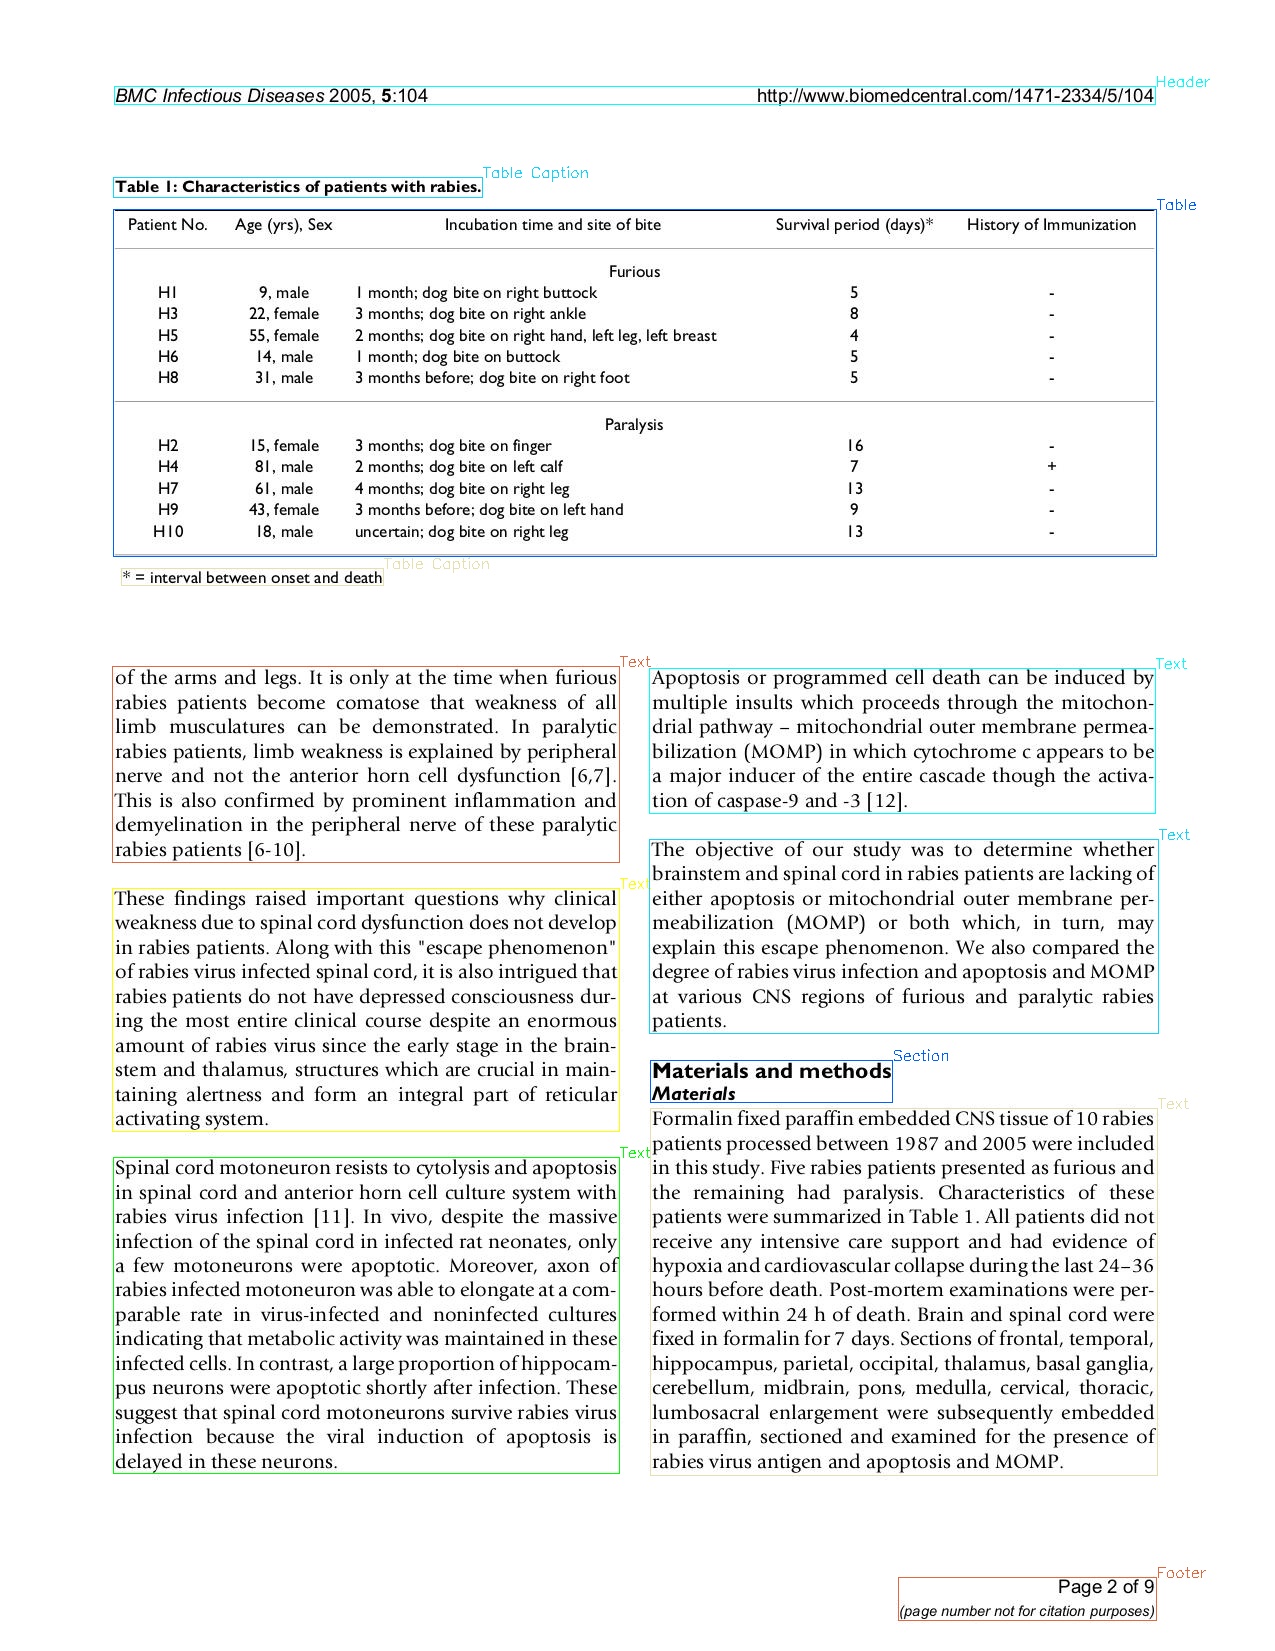 Header
BMC Infectious Diseases 2005, 5:104 http://www.biomedcentral.com/1471-2334/5/104
Table Caption
Table 1: Characteristics of patients with rabies.
Table
Patient No. Age (yrs), Sex Incubation time and site of bite Survival period (days)* History of Immunization
Furious
H1 9, male 1 month; dog bite on right buttock 5 -
H3 22, female 3 months; dog bite on right ankle 8 -
H5 55, female 2 months; dog bite on right hand, left leg, left breast 4 -
H6 14, male 1 month; dog bite on buttock 5 -
H8 31, male 3 months before; dog bite on right foot 5 -
Paralysis
H2 15, female 3 months; dog bite on finger 16 -
H4 81, male 2 months; dog bite on left calf 7 +
H7 61, male 4 months; dog bite on right leg 13 -
H9 43, female 3 months before; dog bite on left hand 9 -
H10 18, male uncertain; dog bite on right leg 13 -
Table Caption
* = interval between onset and death
Text
of the arms and legs. It is only at the time when furious
rabies patients become comatose that weakness of all
limb musculatures can be demonstrated. In paralytic
rabies patients, limb weakness is explained by peripheral
nerve and not the anterior horn cell dysfunction [6,7].
This is also confirmed by prominent inflammation and
demyelination in the peripheral nerve of these paralytic
rabies patients [6-10].
Text
These findings raised important questions why clinical
weakness due to spinal cord dysfunction does not develop
in rabies patients. Along with this "escape phenomenon"
of rabies virus infected spinal cord, it is also intrigued that
rabies patients do not have depressed consciousness dur-
ing the most entire clinical course despite an enormous
amount of rabies virus since the early stage in the brain-
stem and thalamus, structures which are crucial in main-
taining alertness and form an integral part of reticular
activating system.
Text
Spinal cord motoneuron resists to cytolysis and apoptosis
in spinal cord and anterior horn cell culture system with
rabies virus infection [11]. In vivo, despite the massive
infection of the spinal cord in infected rat neonates, only
a few motoneurons were apoptotic. Moreover, axon of
rabies infected motoneuron was able to elongate at a com-
parable rate in virus-infected and noninfected cultures
indicating that metabolic activity was maintained in these
infected cells. In contrast, a large proportion of hippocam-
pus neurons were apoptotic shortly after infection. These
suggest that spinal cord motoneurons survive rabies virus
infection because the viral induction of apoptosis is
delayed in these neurons.
Text
Apoptosis or programmed cell death can be induced by
multiple insults which proceeds through the mitochon-
drial pathway – mitochondrial outer membrane permea-
bilization (MOMP) in which cytochrome c appears to be
a major inducer of the entire cascade though the activa-
tion of caspase-9 and -3 [12].
Text
The objective of our study was to determine whether
brainstem and spinal cord in rabies patients are lacking of
either apoptosis or mitochondrial outer membrane per-
meabilization (MOMP) or both which, in turn, may
explain this escape phenomenon. We also compared the
degree of rabies virus infection and apoptosis and MOMP
at various CNS regions of furious and paralytic rabies
patients.
Section
Materials and methods
Materials
Text
Formalin fixed paraffin embedded CNS tissue of 10 rabies
patients processed between 1987 and 2005 were included
in this study. Five rabies patients presented as furious and
the remaining had paralysis. Characteristics of these
patients were summarized in Table 1. All patients did not
receive any intensive care support and had evidence of
hypoxia and cardiovascular collapse during the last 24–36
hours before death. Post-mortem examinations were per-
formed within 24 h of death. Brain and spinal cord were
fixed in formalin for 7 days. Sections of frontal, temporal,
hippocampus, parietal, occipital, thalamus, basal ganglia,
cerebellum, midbrain, pons, medulla, cervical, thoracic,
lumbosacral enlargement were subsequently embedded
in paraffin, sectioned and examined for the presence of
rabies virus antigen and apoptosis and MOMP.
Footer
Page 2 of 9
(page number not for citation purposes)